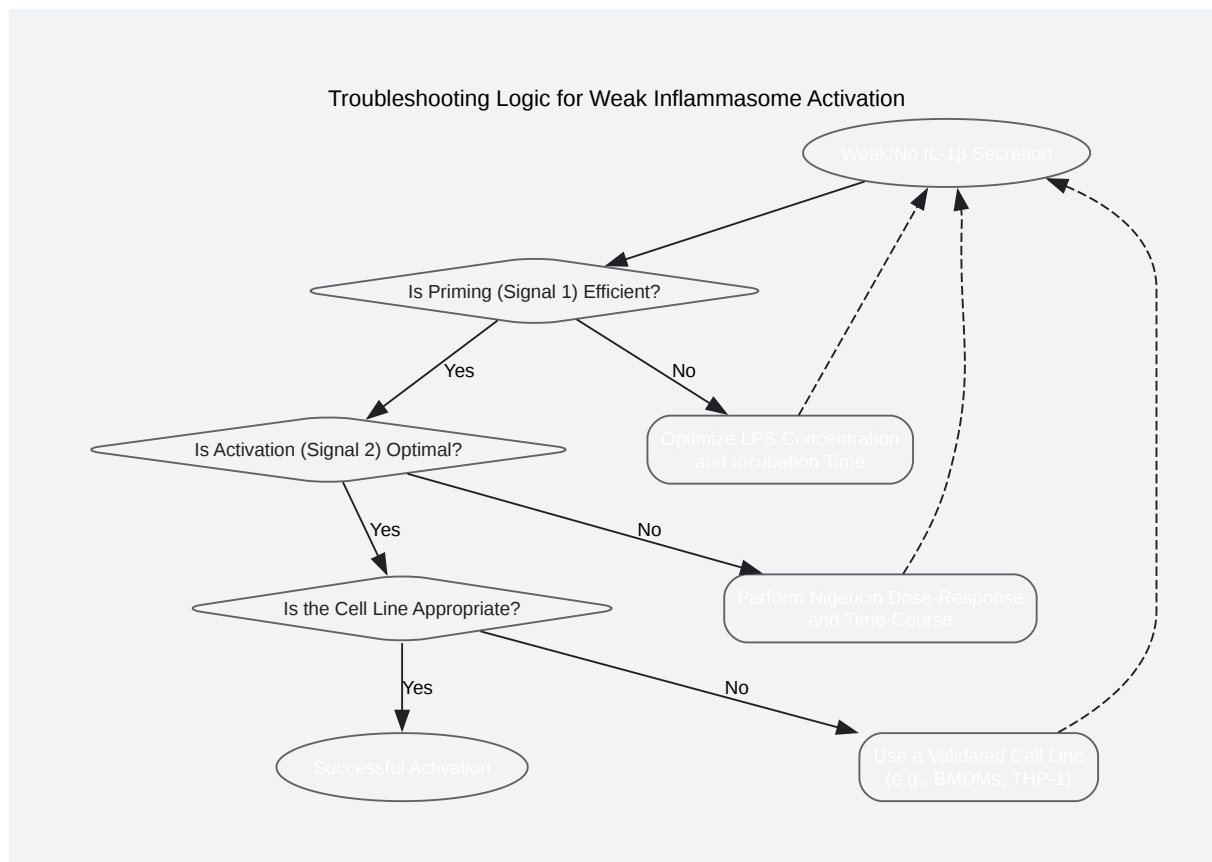 Troubleshooting Logic for Weak Inflammasome Activation
Weak/No IL-1β Secretion
Is Priming (Signal 1) Efficient?
Yes
No
Is Activation (Signal 2) Optimal?
Optimize LPS Concentration
and Incubation Time
Yes
No
Is the Cell Line Appropriate?
Perform Nigericin Dose-Response
and Time-Course
Yes
No
Successful Activation
Use a Validated Cell Line
(e.g., BMDMs, THP-1)